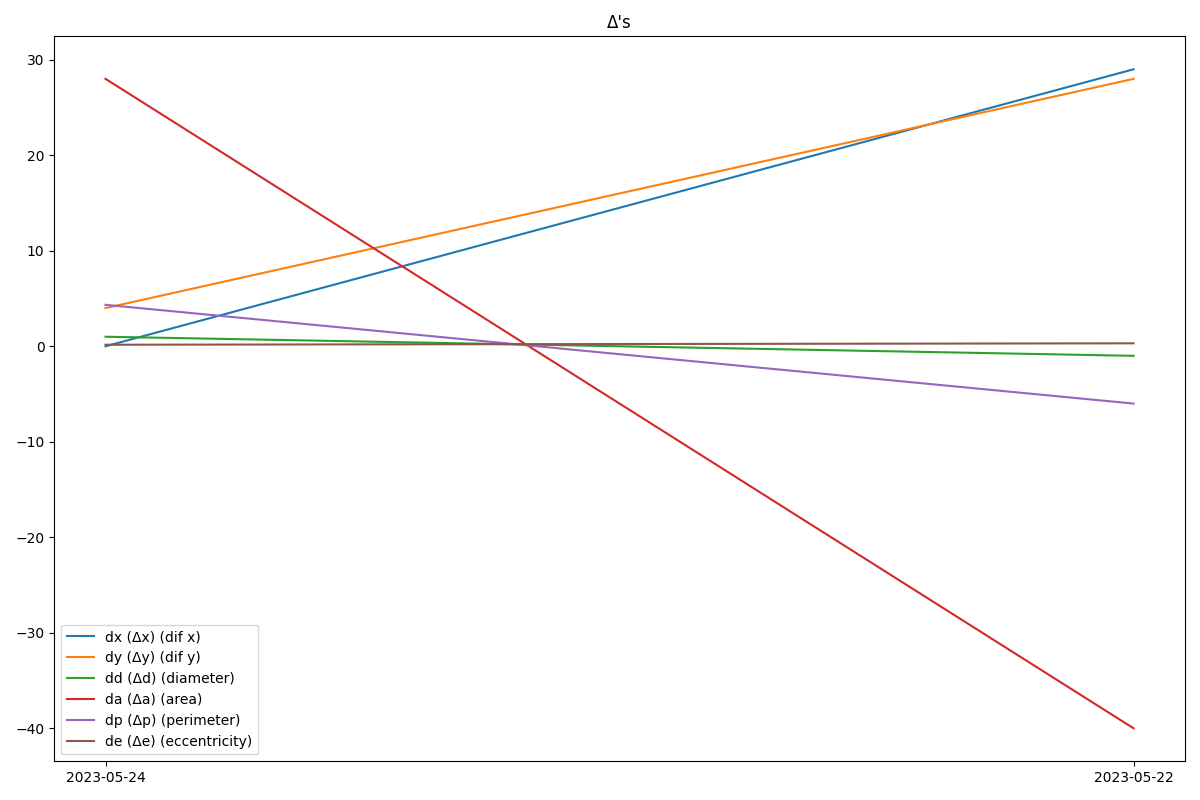 Δ's
30
20
10
0
−10
−20
−30
−40
dx (Δx) (dif x)
dy (Δy) (dif y)
dd (Δd) (diameter)
da (Δa) (area)
dp (Δp) (perimeter)
de (Δe) (eccentricity)
2023-05-24 2023-05-22